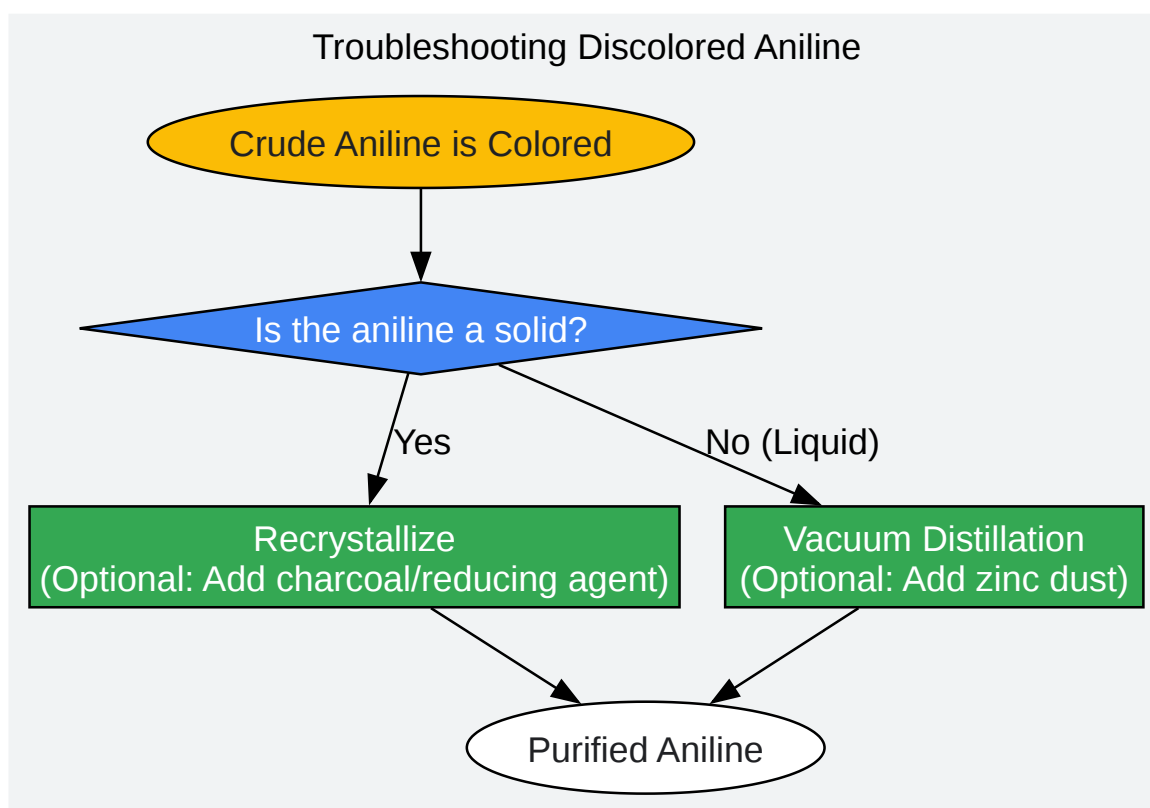 Troubleshooting Discolored Aniline
Crude Aniline is Colored
Is the aniline a solid?
Yes
No (Liquid)
Recrystallize
(Optional: Add charcoal/reducing agent)
Vacuum Distillation
(Optional: Add zinc dust)
Purified Aniline